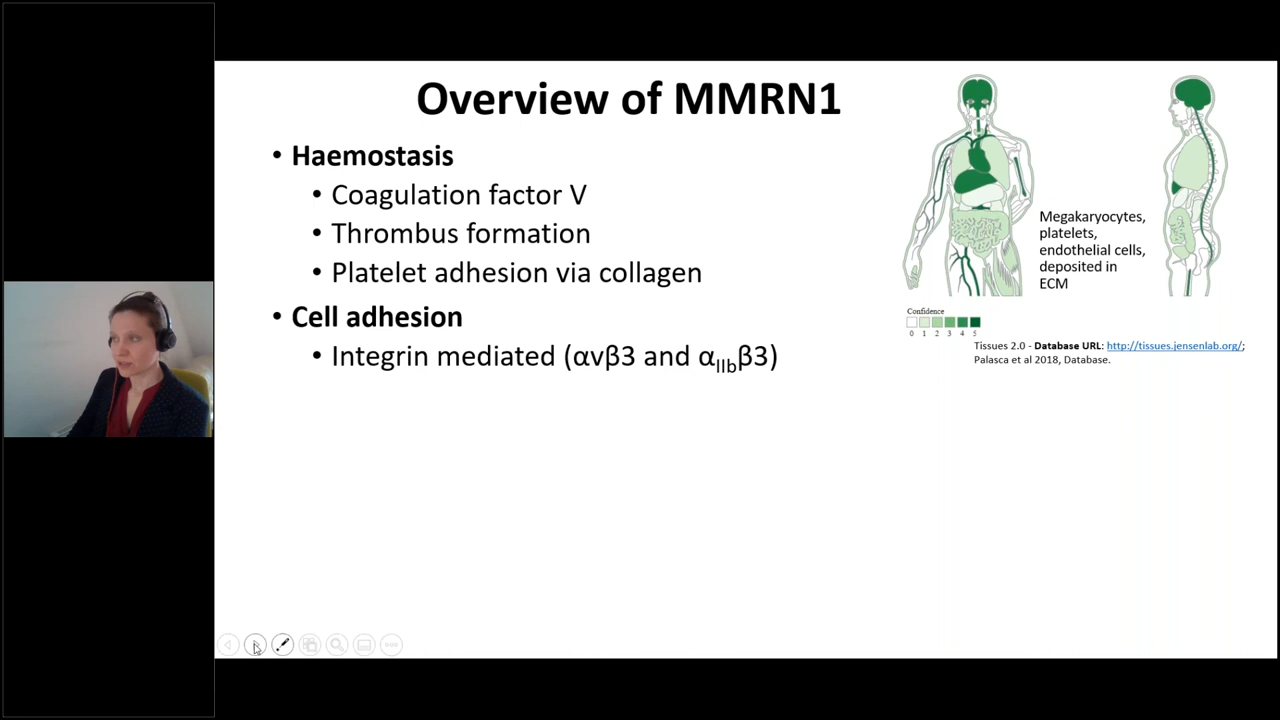 Overview of MMRN1
• Haemostasis
• Coagulation factor V
• Thrombus formation
• Platelet adhesion via collagen
• Cell adhesion
• Integrin mediated (αvβ3 and αIIbβ3)
Megakaryocytes,
platelets,
endothelial cells,
deposited in
ECM
Confidence
0 1 2 3 4 5
Tissues 2.0 - Database URL: http://tissues.jensenlab.org/;
Palasca et al 2018, Database.